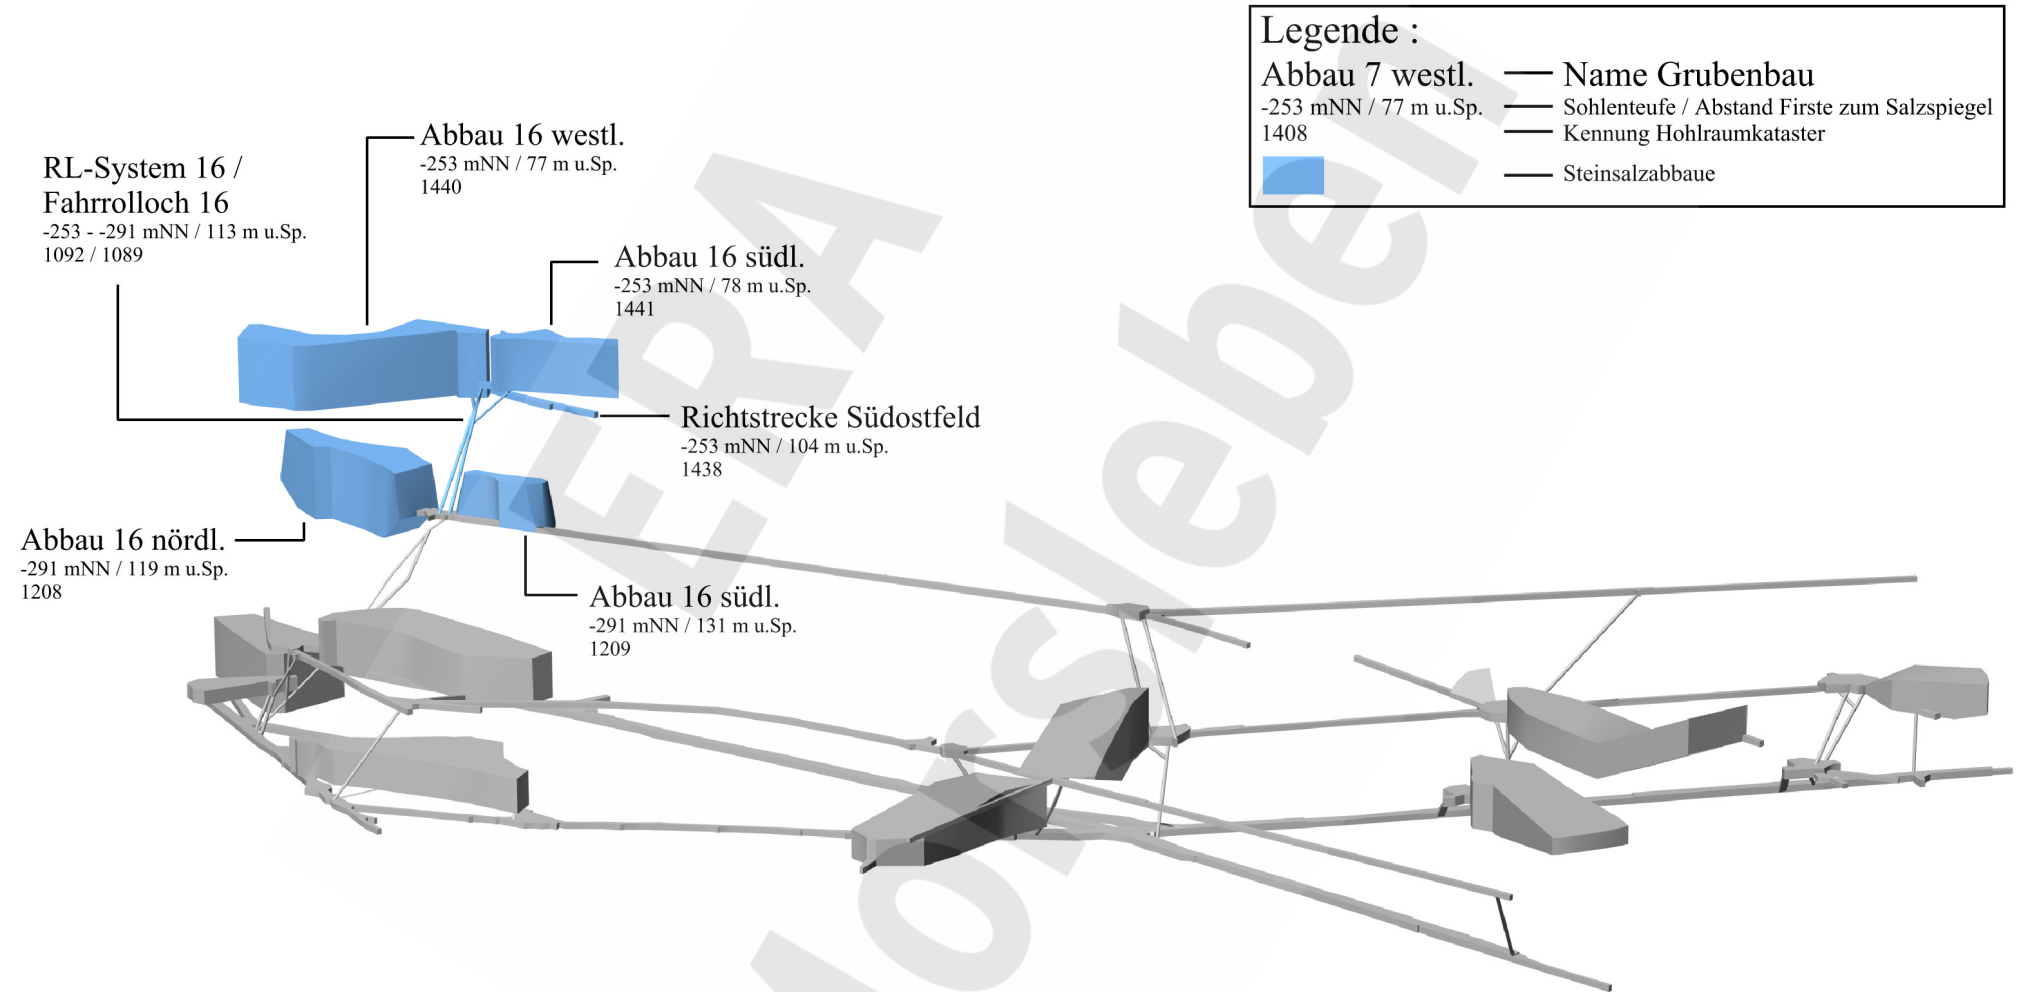 Legende :
Abbau 7 westl. Name Grubenbau
-253 mNN / 77 m u.Sp. Sohlenteufe / Abstand Firste zum Salzspiegel
1408 Kennung Hohlraumkataster
Steinsalzabbaue
Abbau 16 westl.
-253 mNN / 77 m u.Sp.
1440
RL-System 16 /
Fahrrolloch 16
-253 - -291 mNN / 113 m u.Sp.
1092 / 1089
Abbau 16 südl.
-253 mNN / 78 m u.Sp.
1441
Richtstrecke Südostfeld
-253 mNN / 104 m u.Sp.
1438
Abbau 16 nördl.
-291 mNN / 119 m u.Sp.
1208
Abbau 16 südl.
-291 mNN / 131 m u.Sp.
1209
ERA
Morsleben